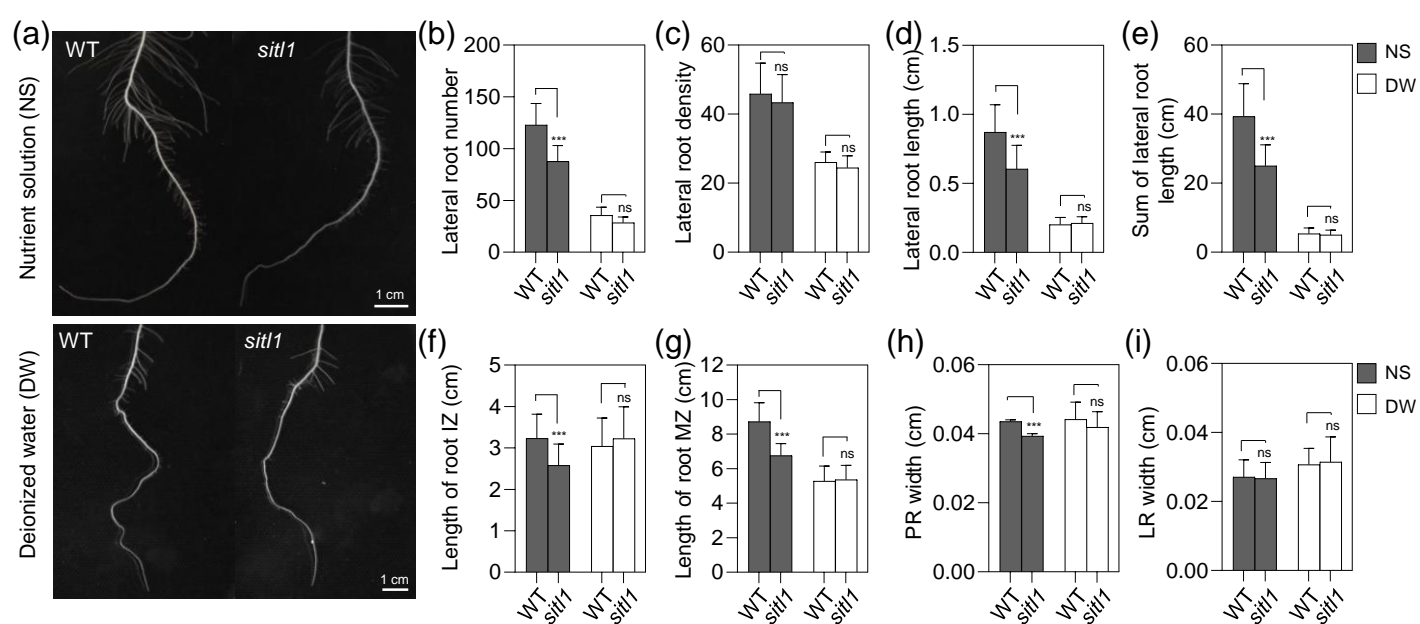 (a)
Nutrient solution (NS)
WT
sitl1
1 cm
Deionized water (DW)
WT
sitl1
1 cm
(b)
Lateral root number
200
150
100
50
0
***
ns
WT
sitl1
WT
sitl1
(c)
Lateral root density
60
40
20
0
ns
ns
WT
sitl1
WT
sitl1
(d)
Lateral root length (cm)
1.5
1.0
0.5
0.0
***
ns
WT
sitl1
WT
sitl1
(e)
Sum of lateral root
length (cm)
60
40
20
0
***
ns
WT
sitl1
WT
sitl1
NS
DW
(f)
Length of root IZ (cm)
5
4
3
2
1
0
***
ns
WT
sitl1
WT
sitl1
(g)
Length of root MZ (cm)
12
10
8
6
4
2
0
***
ns
WT
sitl1
WT
sitl1
(h)
PR width (cm)
0.06
0.04
0.02
0.00
***
ns
WT
sitl1
WT
sitl1
(i)
LR width (cm)
0.06
0.04
0.02
0.00
ns
ns
WT
sitl1
WT
sitl1
NS
DW